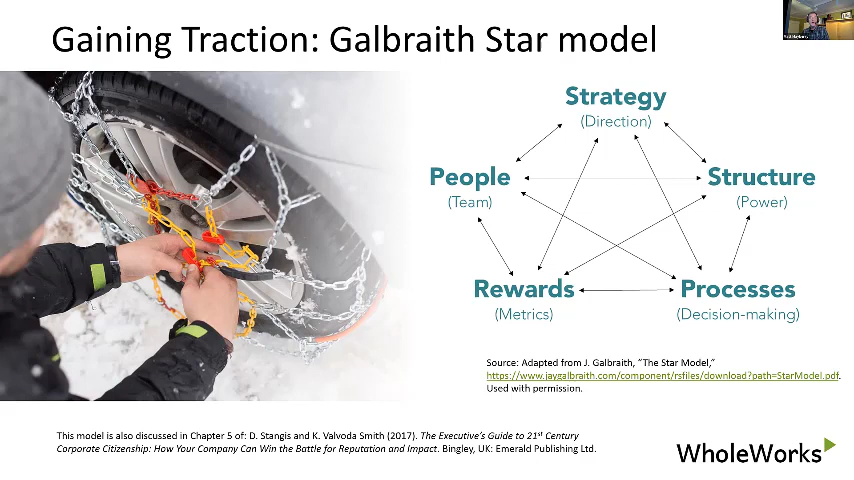 Gaining Traction: Galbraith Star model
Strategy
(Direction)
People
(Team)
Structure
(Power)
Rewards
(Metrics)
Processes
(Decision-making)
Source: Adapted from J. Galbraith, “The Star Model,”
https://www.jaygalbraith.com/component/rsfiles/download?path=StarModel.pdf.
Used with permission.
This model is also discussed in Chapter 5 of: D. Stangis and K. Valvoda Smith (2017). The Executive’s Guide to 21st Century
Corporate Citizenship: How Your Company Can Win the Battle for Reputation and Impact. Bingley, UK: Emerald Publishing Ltd.
WholeWorks